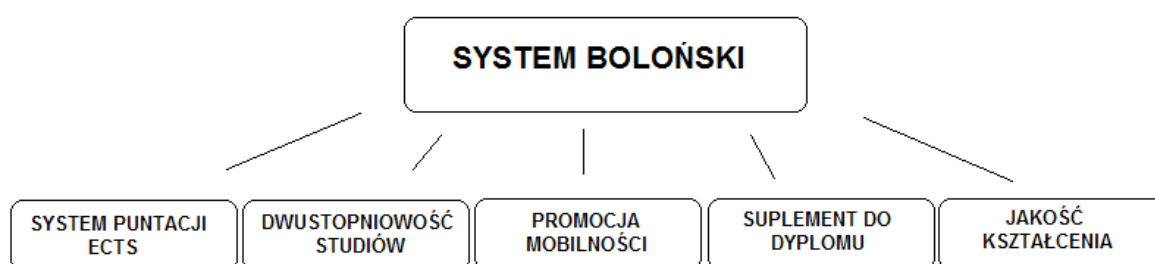 SYSTEM BOLOŃSKI
SYSTEM PUNTACJI
ECTS
DWUSTOPNIOWOŚĆ
STUDIÓW
PROMOCJA
MOBILNOŚCI
SUPLEMENT DO
DYPLOMU
JAKOŚĆ
KSZTAŁCENIA